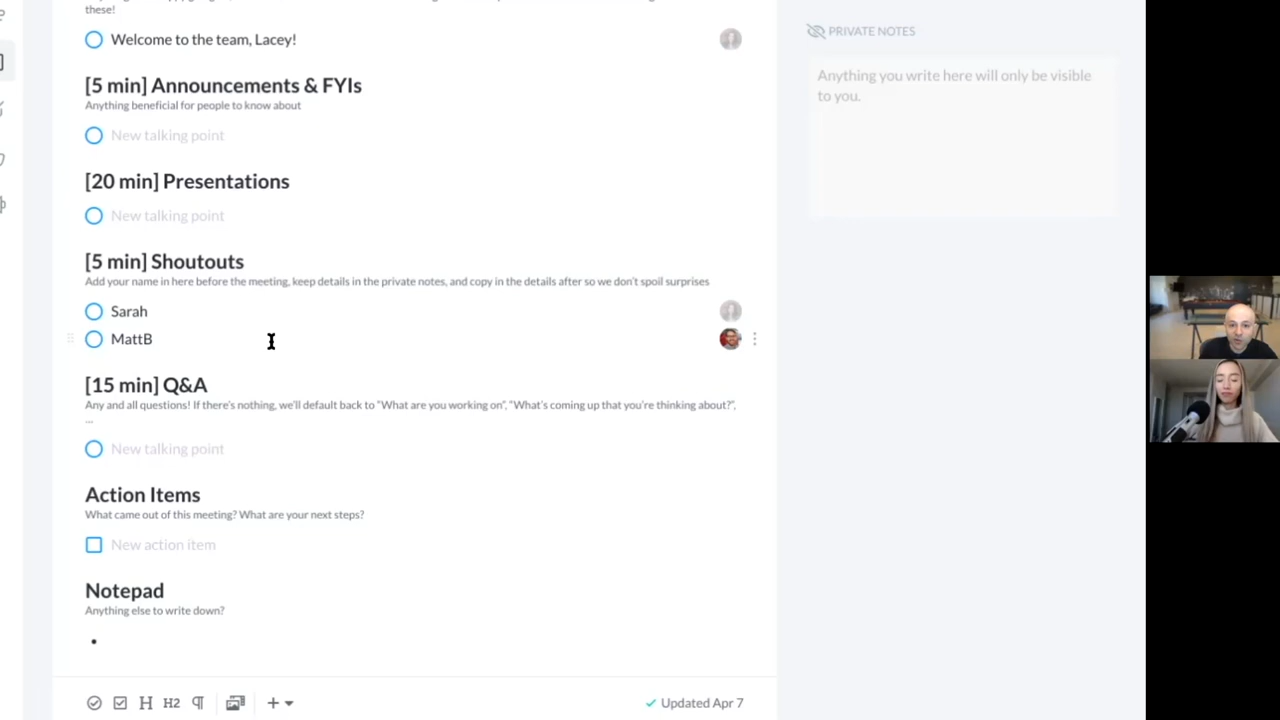 these!
Welcome to the team, Lacey!
PRIVATE NOTES
Anything you write here will only be visible
to you.
[5 min] Announcements & FYIs
Anything beneficial for people to know about
New talking point
[20 min] Presentations
New talking point
[5 min] Shoutouts
Add your name in here before the meeting, keep details in the private notes, and copy in the details after so we don't spoil surprises
Sarah
MattB
[15 min] Q&A
Any and all questions! If there's nothing, we'll default back to "What are you working on", "What's coming up that you're thinking about?",
...
New talking point
Action Items
What came out of this meeting? What are your next steps?
New action item
Notepad
Anything else to write down?
H H2 ¶ + Updated Apr 7